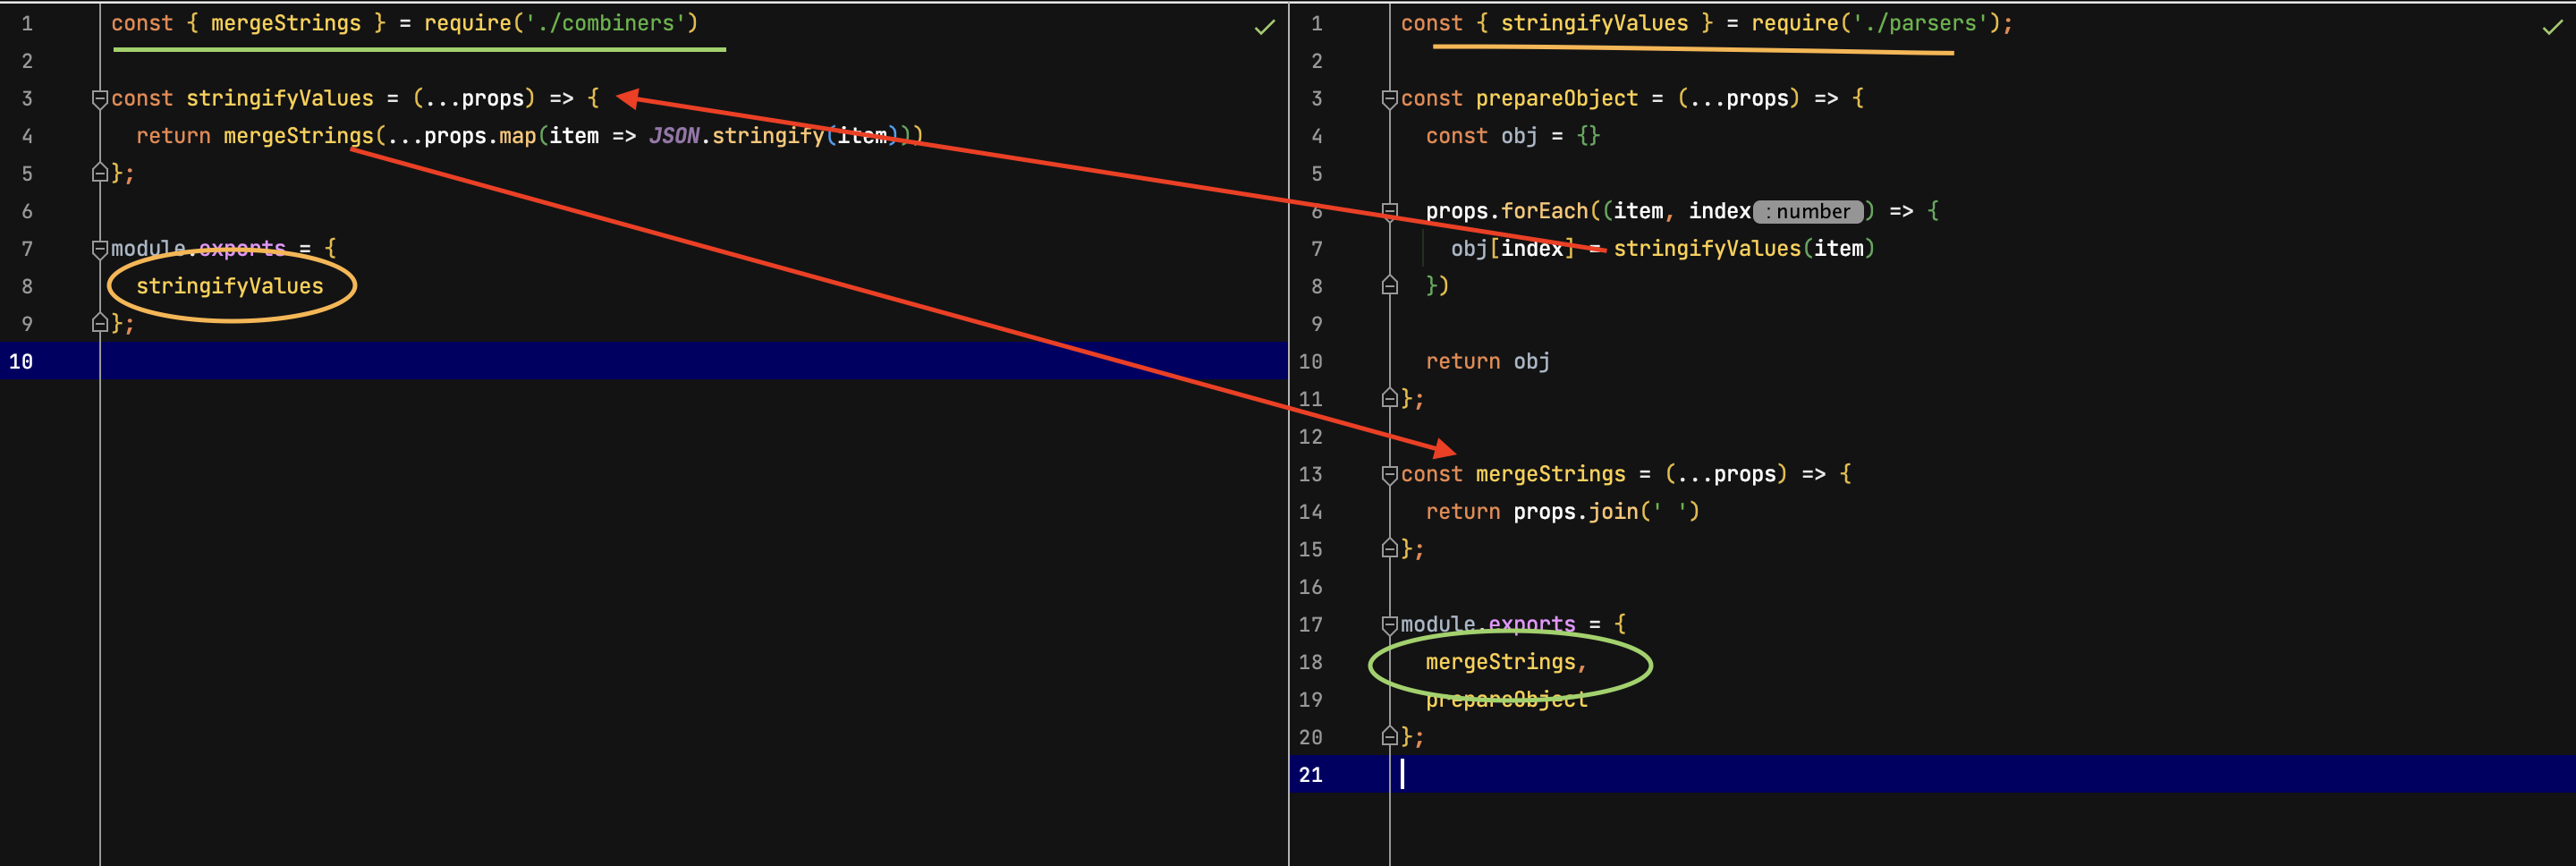 1 const { mergeStrings } = require('./combiners')
2
3 const stringifyValues = (...props) => {
4 return mergeStrings(...props.map(item => JSON.stringify(item)))
5 };
6
7 module.exports = {
8 stringifyValues
9 };
10
1 const { stringifyValues } = require('./parsers');
2
3 const prepareObject = (...props) => {
4 const obj = {}
5
6 props.forEach((item, index : number ) => {
7 obj[index] = stringifyValues(item)
8 })
9
10 return obj
11 };
12
13 const mergeStrings = (...props) => {
14 return props.join(' ')
15 };
16
17 module.exports = {
18 mergeStrings,
19 prepareObject
20 };
21